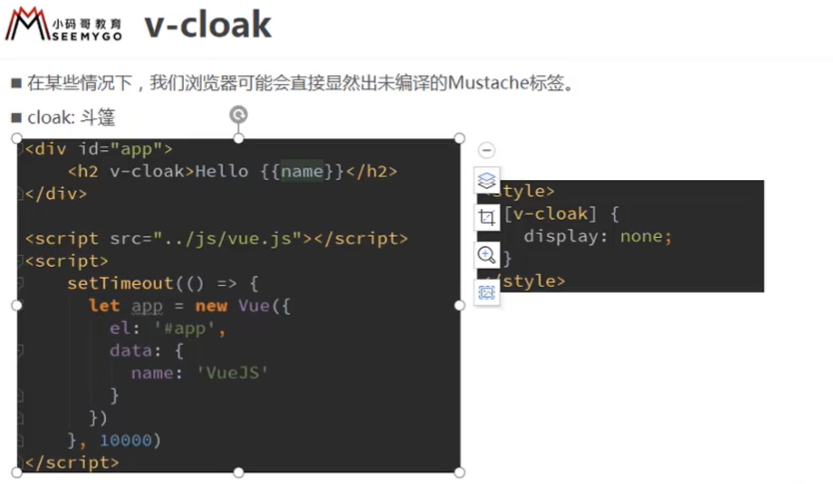 小码哥教育
SEEMYGO
v-cloak
在某些情况下，我们浏览器可能会直接显然出未编译的Mustache标签。
cloak: 斗篷
<div id="app">
<h2 v-cloak>Hello {{name}}</h2>
</div>
<script src="../js/vue.js"></script>
<script>
setTimeout(() => {
let app = new Vue({
el: '#app',
data: {
name: 'VueJS'
}
})
}, 10000)
</script>
style>
[v-cloak] {
display: none;
}
/style>